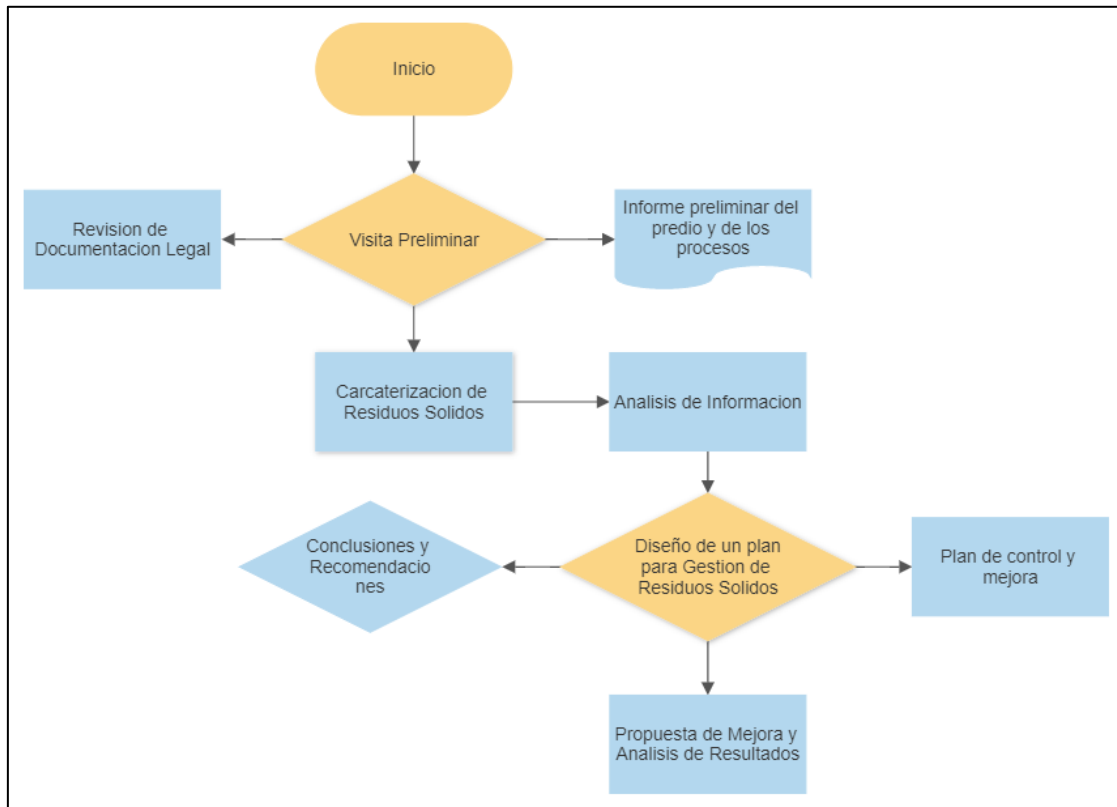 Inicio
Revision de
Documentacion Legal
Visita Preliminar
Informe preliminar del
predio y de los
procesos
Carcaterizacion de
Residuos Solidos
Analisis de Informacion
Conclusiones y
Recomendacio
nes
Diseño de un plan
para Gestion de
Residuos Solidos
Plan de control y
mejora
Propuesta de Mejora y
Analisis de Resultados